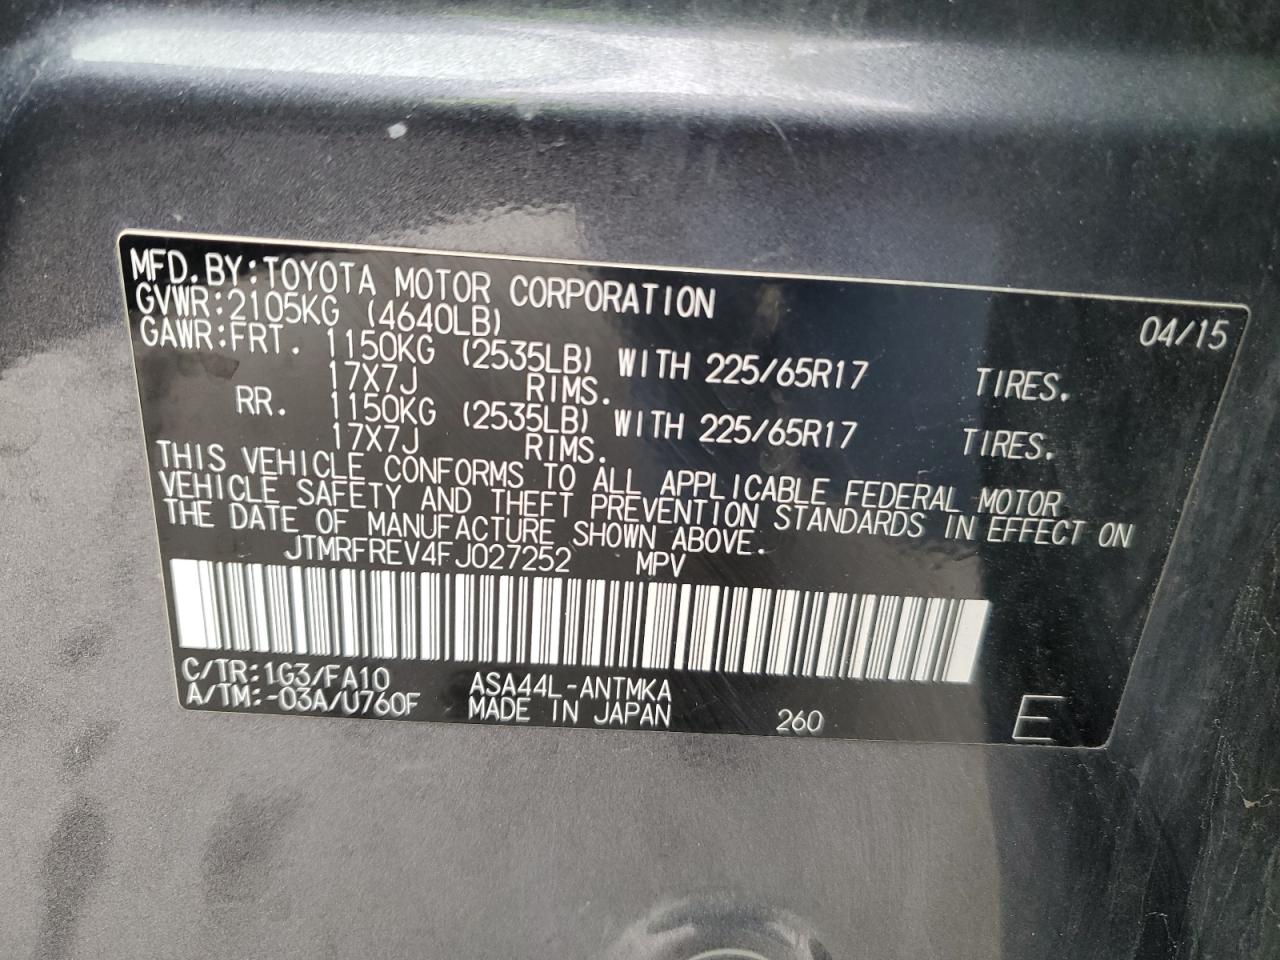 MFD.BY:TOYOTA MOTOR CORPORATION 04/15
GVWR:2105KG (4640LB)
GAWR:FRT. 1150KG (2535LB) WITH 225/65R17 TIRES.
17X7J RIMS.
RR. 1150KG (2535LB) WITH 225/65R17 TIRES.
17X7J RIMS.
THIS VEHICLE CONFORMS TO ALL APPLICABLE FEDERAL MOTOR
VEHICLE SAFETY AND THEFT PREVENTION STANDARDS IN EFFECT ON
THE DATE OF MANUFACTURE SHOWN ABOVE.
JTMRFREV4FJ027252 MPV
C/TR:1G3/FA10 ASA44L-ANTMKA
A/TM:-03A/U760F MADE IN JAPAN 260 E